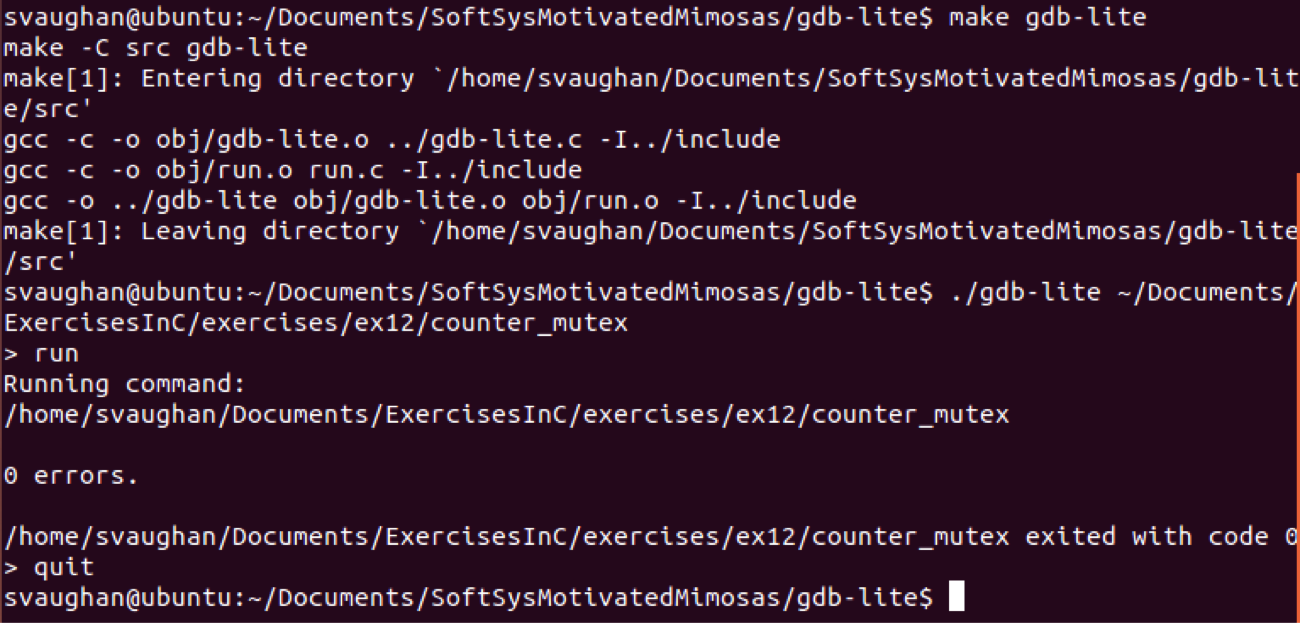 svaughan@ubuntu:~/Documents/SoftSysMotivatedMimosas/gdb-lite$ make gdb-lite
make -C src gdb-lite
make[1]: Entering directory `/home/svaughan/Documents/SoftSysMotivatedMimosas/gdb-lit
e/src'
gcc -c -o obj/gdb-lite.o ../gdb-lite.c -I../include
gcc -c -o obj/run.o run.c -I../include
gcc -o ../gdb-lite obj/gdb-lite.o obj/run.o -I../include
make[1]: Leaving directory `/home/svaughan/Documents/SoftSysMotivatedMimosas/gdb-lite
/src'
svaughan@ubuntu:~/Documents/SoftSysMotivatedMimosas/gdb-lite$ ./gdb-lite ~/Documents/
ExercisesInC/exercises/ex12/counter_mutex
> run
Running command:
/home/svaughan/Documents/ExercisesInC/exercises/ex12/counter_mutex
0 errors.
/home/svaughan/Documents/ExercisesInC/exercises/ex12/counter_mutex exited with code 0
> quit
svaughan@ubuntu:~/Documents/SoftSysMotivatedMimosas/gdb-lite$